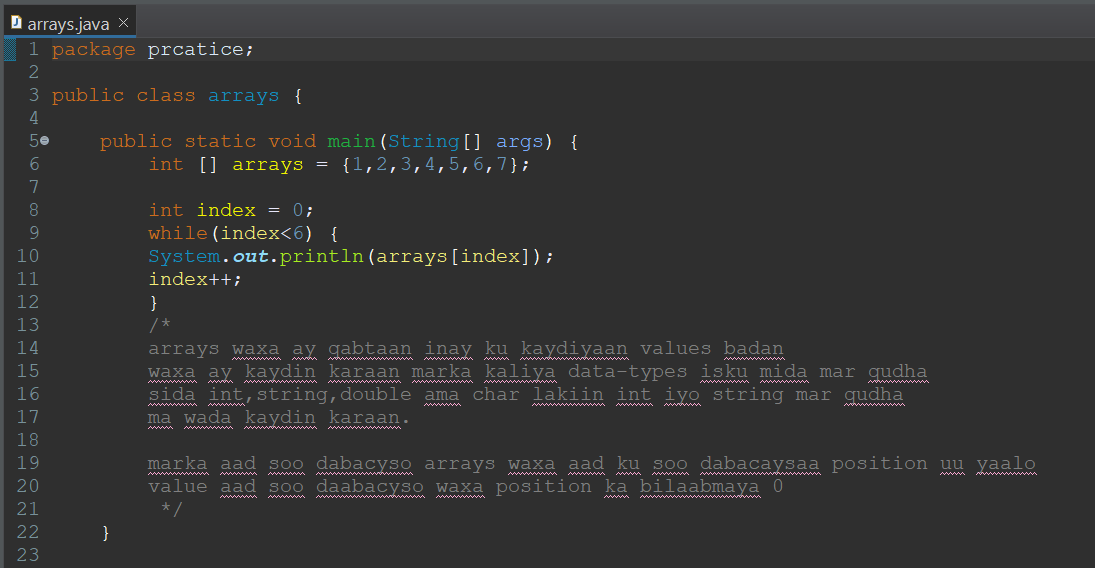 arrays.java
1 package prcatice;
2
3 public class arrays {
4
5 public static void main(String[] args) {
6 int [] arrays = {1,2,3,4,5,6,7};
7
8 int index = 0;
9 while(index<6) {
10 System.out.println(arrays[index]);
11 index++;
12 }
13 /*
14 arrays waxa ay qabtaan inay ku kaydiyaan values badan
15 waxa ay kaydin karaan marka kaliya data-types isku mida mar qudha
16 sida int,string,double ama char lakiin int iyo string mar qudha
17 ma wada kaydin karaan.
18
19 marka aad soo dabacyso arrays waxa aad ku soo dabacaysaa position uu yaalo
20 value aad soo daabacyso waxa position ka bilaabmaya 0
21 */
22 }
23